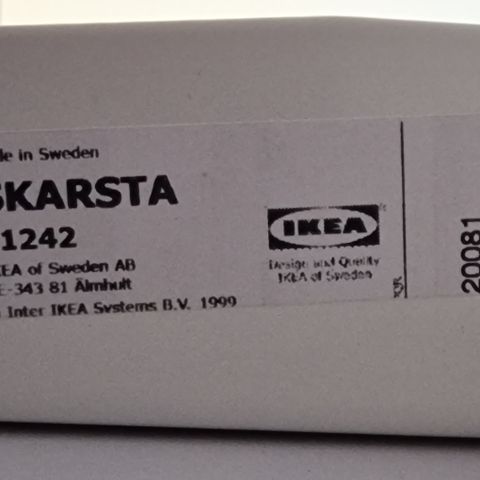 de in Sweden
SKARSTA
1242
KEA of Sweden AB
E-343 81 Älmhult
Inter IKEA Systems B.V. 1999
IKEA
Design and Quality
IKEA of Sweden
20081